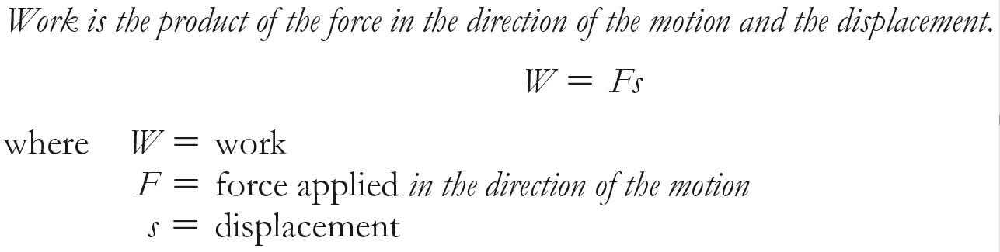 Work is the product of the force in the direction of the motion and the displacement.
W = Fs
where W = work
F = force applied in the direction of the motion
s = displacement